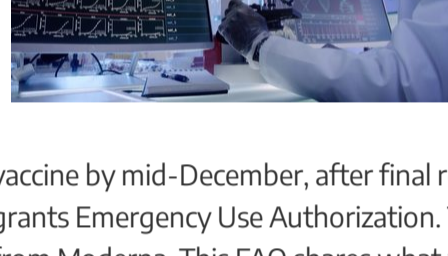 vaccine by mid-December, after final r
grants Emergency Use Authorization.
from Moderna. This FAQ shares what